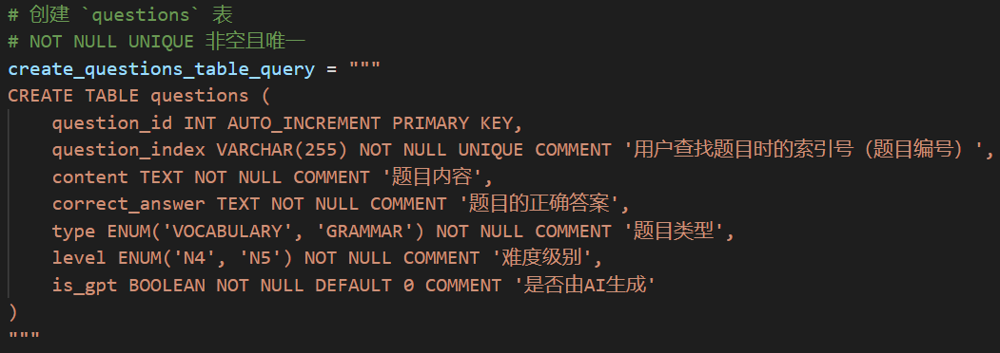 # 创建 `questions` 表
# NOT NULL UNIQUE 非空且唯一
create_questions_table_query = """
CREATE TABLE questions (
    question_id INT AUTO_INCREMENT PRIMARY KEY,
    question_index VARCHAR(255) NOT NULL UNIQUE COMMENT '用户查找题目时的索引号（题目编号）',
    content TEXT NOT NULL COMMENT '题目内容',
    correct_answer TEXT NOT NULL COMMENT '题目的正确答案',
    type ENUM('VOCABULARY', 'GRAMMAR') NOT NULL COMMENT '题目类型',
    level ENUM('N4', 'N5') NOT NULL COMMENT '难度级别',
    is_gpt BOOLEAN NOT NULL DEFAULT 0 COMMENT '是否由AI生成'
)
"""